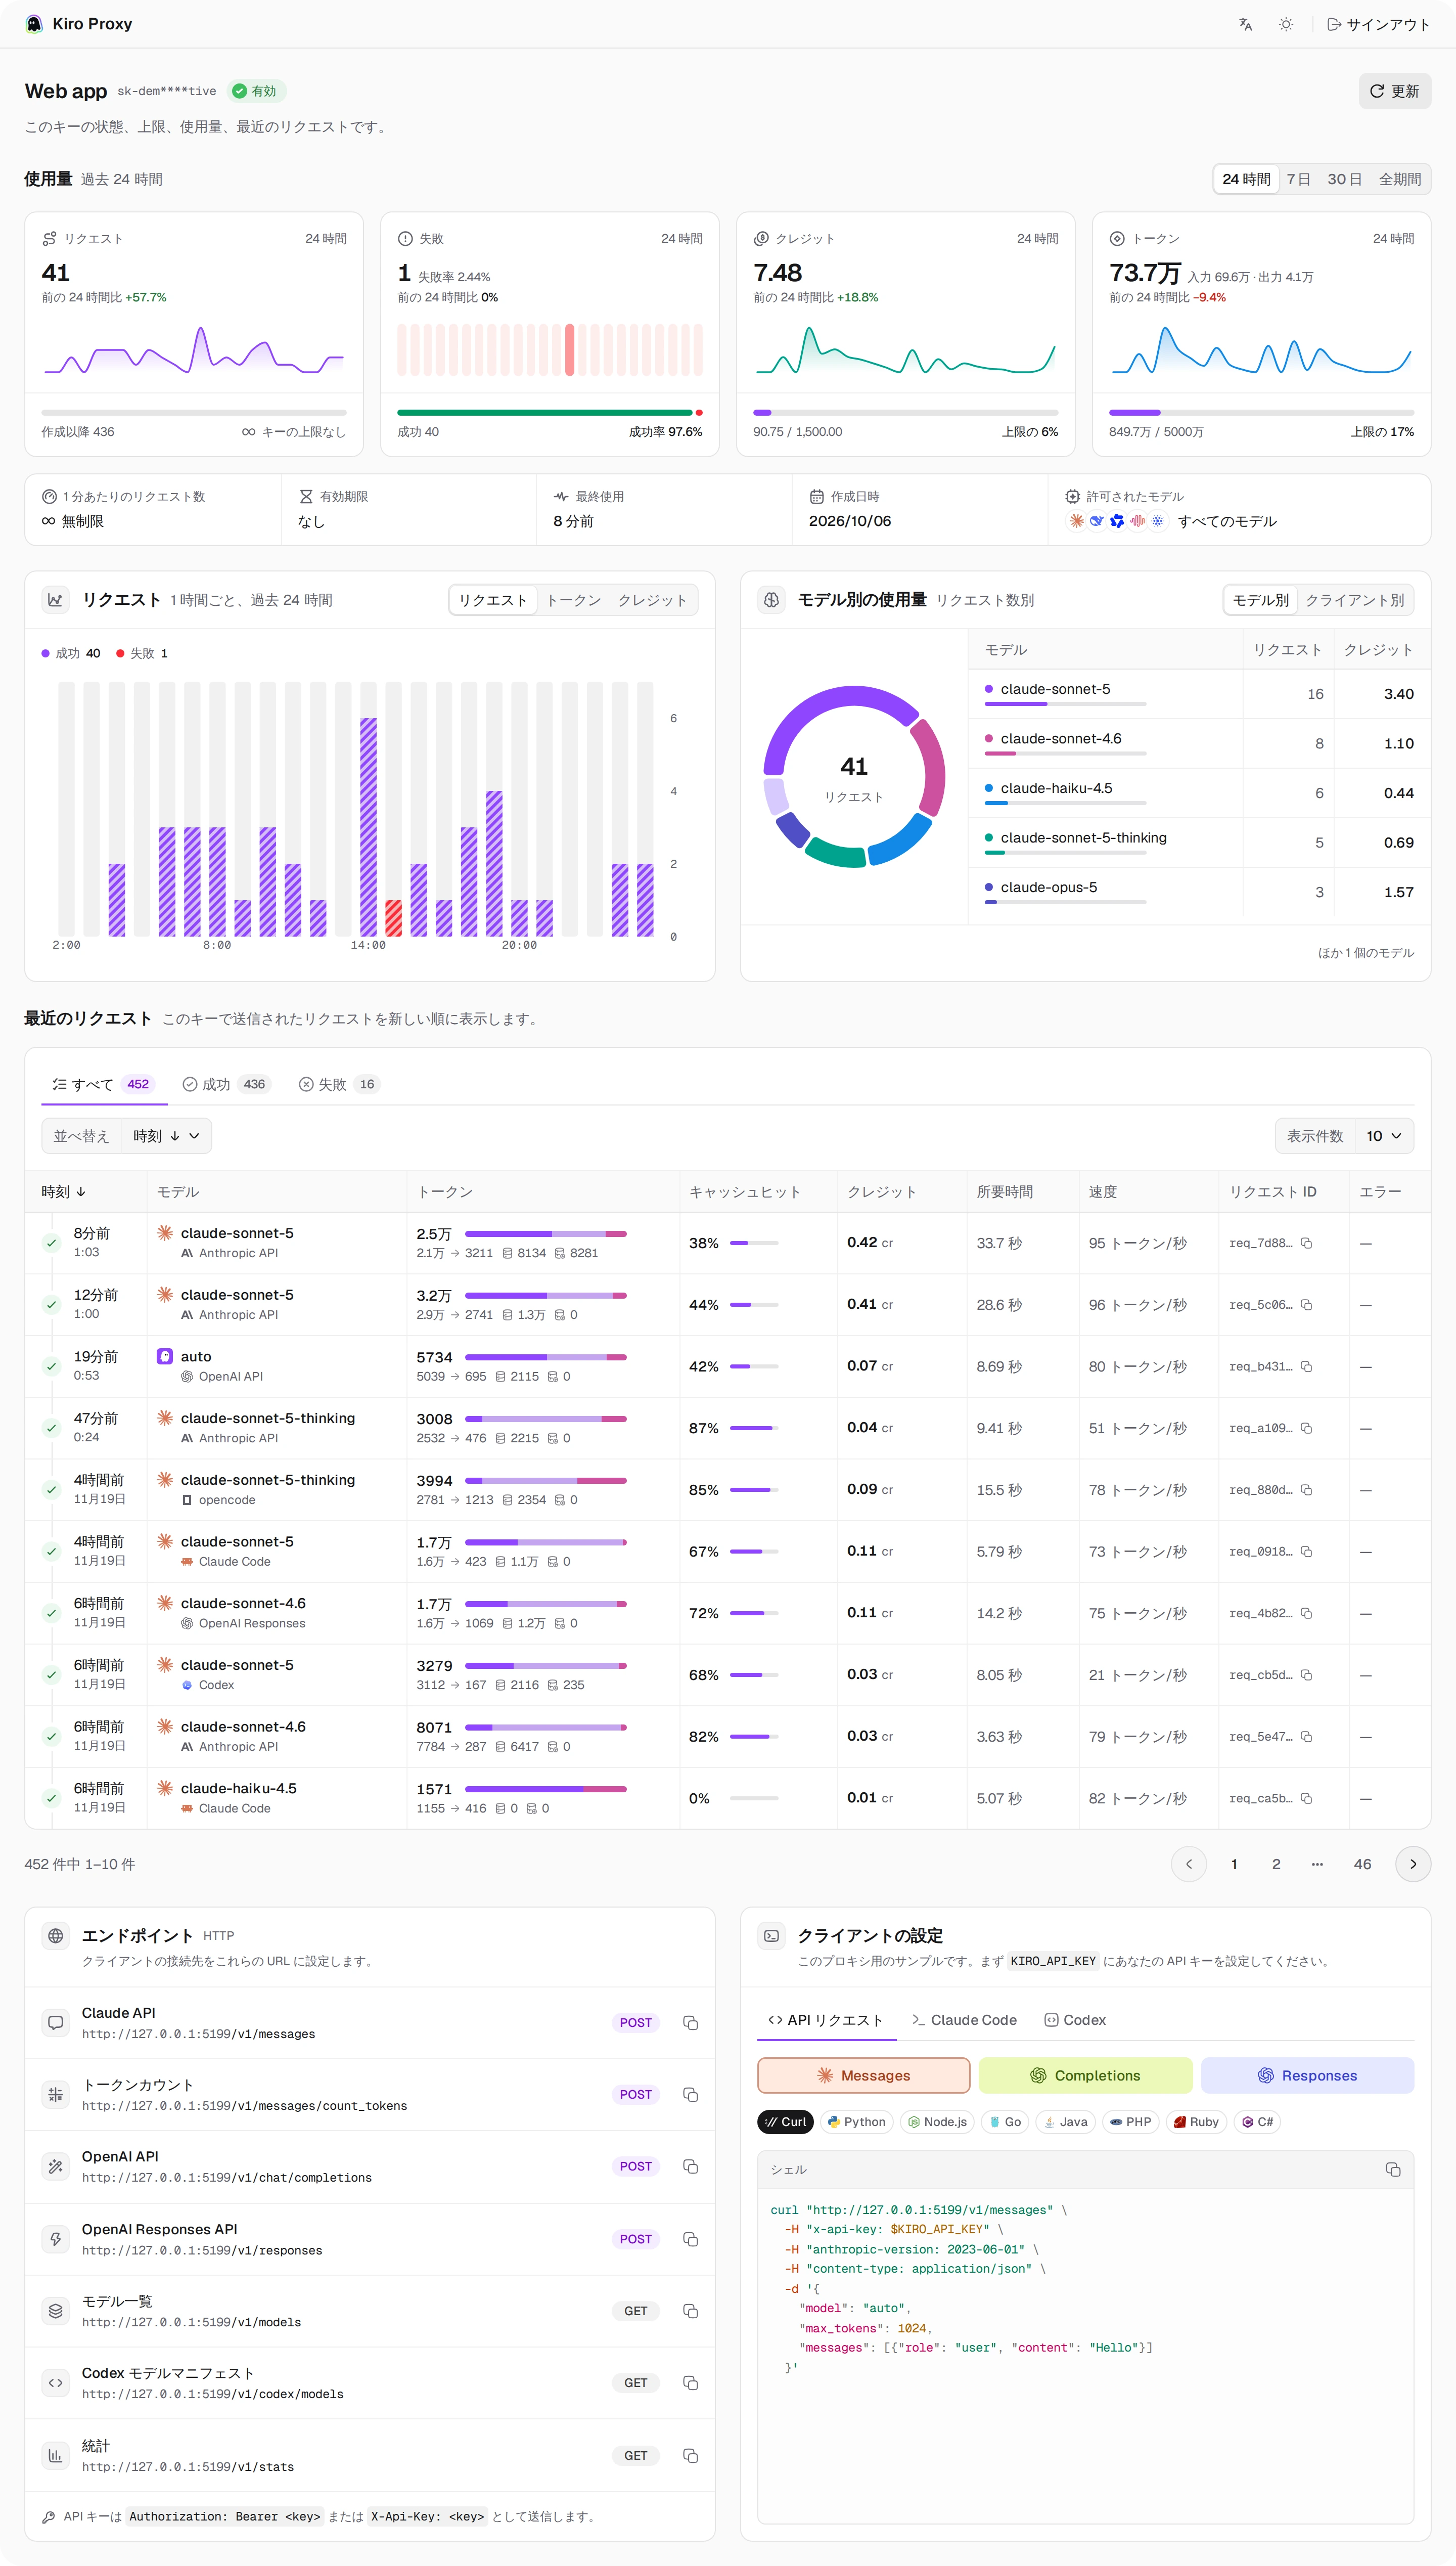 Kiro Proxy
サインアウト
Web app sk-dem****tive 有効
更新
このキーの状態、上限、使用量、最近のリクエストです。
使用量 過去 24 時間
24 時間 7 日 30 日 全期間
リクエスト 24 時間
41
前の 24 時間比 +57.7%
作成以降 436 キーの上限なし
失敗 24 時間
1 失敗率 2.44%
前の 24 時間比 0%
成功 40 成功率 97.6%
クレジット 24 時間
7.48
前の 24 時間比 +18.8%
90.75 / 1,500.00 上限の 6%
トークン 24 時間
73.7万 入力 69.6万 · 出力 4.1万
前の 24 時間比 -9.4%
849.7万 / 5000万 上限の 17%
1 分あたりのリクエスト数
∞ 無制限
有効期限
なし
最終使用
8 分前
作成日時
2026/10/06
許可されたモデル
すべてのモデル
リクエスト 1 時間ごと、過去 24 時間
リクエスト トークン クレジット
成功 40 失敗 1
6
4
2
0
2:00 8:00 14:00 20:00
モデル別の使用量 リクエスト数別
モデル別 クライアント別
41
リクエスト
モデル リクエスト クレジット
claude-sonnet-5 16 3.40
claude-sonnet-4.6 8 1.10
claude-haiku-4.5 6 0.44
claude-sonnet-5-thinking 5 0.69
claude-opus-5 3 1.57
ほか 1 個のモデル
最近のリクエスト このキーで送信されたリクエストを新しい順に表示します。
すべて 452 成功 436 失敗 16
並べ替え 時刻 ↓
表示件数 10
時刻 ↓ モデル トークン キャッシュヒット クレジット 所要時間 速度 リクエスト ID エラー
8分前 claude-sonnet-5 2.5万 38% 0.42 cr 33.7 秒 95 トークン/秒 req_7d88… —
1:03 Anthropic API 2.1万 → 3211 8134 8281
12分前 claude-sonnet-5 3.2万 44% 0.41 cr 28.6 秒 96 トークン/秒 req_5c06… —
1:00 Anthropic API 2.9万 → 2741 1.3万 0
19分前 auto 5734 42% 0.07 cr 8.69 秒 80 トークン/秒 req_b431… —
0:53 OpenAI API 5039 → 695 2115 0
47分前 claude-sonnet-5-thinking 3008 87% 0.04 cr 9.41 秒 51 トークン/秒 req_a109… —
0:24 Anthropic API 2532 → 476 2215 0
4時間前 claude-sonnet-5-thinking 3994 85% 0.09 cr 15.5 秒 78 トークン/秒 req_880d… —
11月19日 opencode 2781 → 1213 2354 0
4時間前 claude-sonnet-5 1.7万 67% 0.11 cr 5.79 秒 73 トークン/秒 req_0918… —
11月19日 Claude Code 1.6万 → 423 1.1万 0
6時間前 claude-sonnet-4.6 1.7万 72% 0.11 cr 14.2 秒 75 トークン/秒 req_4b82… —
11月19日 OpenAI Responses 1.6万 → 1069 1.2万 0
6時間前 claude-sonnet-5 3279 68% 0.03 cr 8.05 秒 21 トークン/秒 req_cb5d… —
11月19日 Codex 3112 → 167 2116 235
6時間前 claude-sonnet-4.6 8071 82% 0.03 cr 3.63 秒 79 トークン/秒 req_5e47… —
11月19日 Anthropic API 7784 → 287 6417 0
6時間前 claude-haiku-4.5 1571 0% 0.01 cr 5.07 秒 82 トークン/秒 req_ca5b… —
11月19日 Claude Code 1155 → 416 0 0
452 件中 1–10 件
1 2 ••• 46
エンドポイント HTTP
クライアントの接続先をこれらの URL に設定します。
Claude API
http://127.0.0.1:5199/v1/messages
POST
トークンカウント
http://127.0.0.1:5199/v1/messages/count_tokens
POST
OpenAI API
http://127.0.0.1:5199/v1/chat/completions
POST
OpenAI Responses API
http://127.0.0.1:5199/v1/responses
POST
モデル一覧
http://127.0.0.1:5199/v1/models
GET
Codex モデルマニフェスト
http://127.0.0.1:5199/v1/codex/models
GET
統計
http://127.0.0.1:5199/v1/stats
GET
API キーは Authorization: Bearer <key> または X-Api-Key: <key> として送信します。
クライアントの設定
このプロキシ用のサンプルです。まず KIRO_API_KEY にあなたの API キーを設定してください。
API リクエスト Claude Code Codex
Messages Completions Responses
Curl Python Node.js Go Java PHP Ruby C#
シェル
curl "http://127.0.0.1:5199/v1/messages" \
-H "x-api-key: $KIRO_API_KEY" \
-H "anthropic-version: 2023-06-01" \
-H "content-type: application/json" \
-d '{
"model": "auto",
"max_tokens": 1024,
"messages": [{"role": "user", "content": "Hello"}]
}'